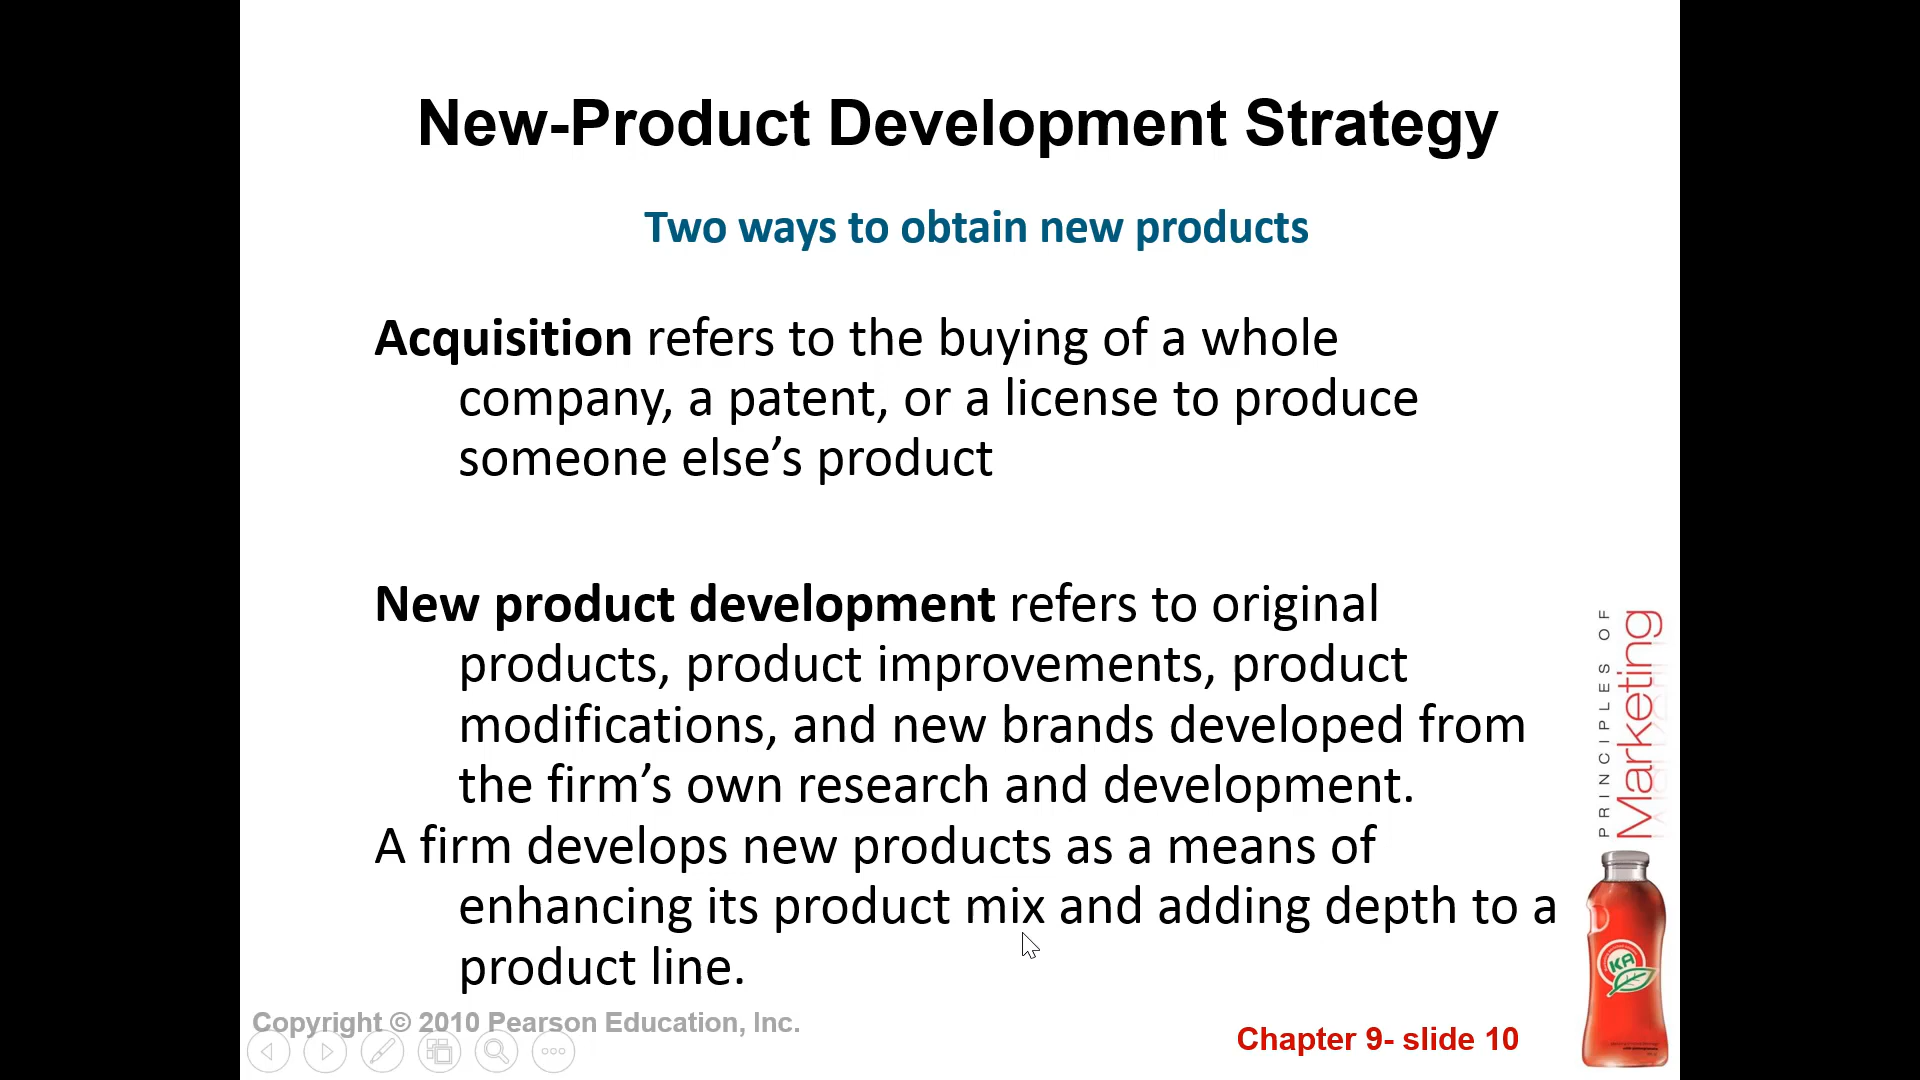 New-Product Development Strategy
Two ways to obtain new products
Acquisition refers to the buying of a whole
company, a patent, or a license to produce
someone else’s product
New product development refers to original
products, product improvements, product
modifications, and new brands developed from
the firm’s own research and development.
A firm develops new products as a means of
enhancing its product mix and adding depth to a
product line.
PRINCIPLES OF
Marketing
KA
Copyright © 2010 Pearson Education, Inc.
Chapter 9- slide 10